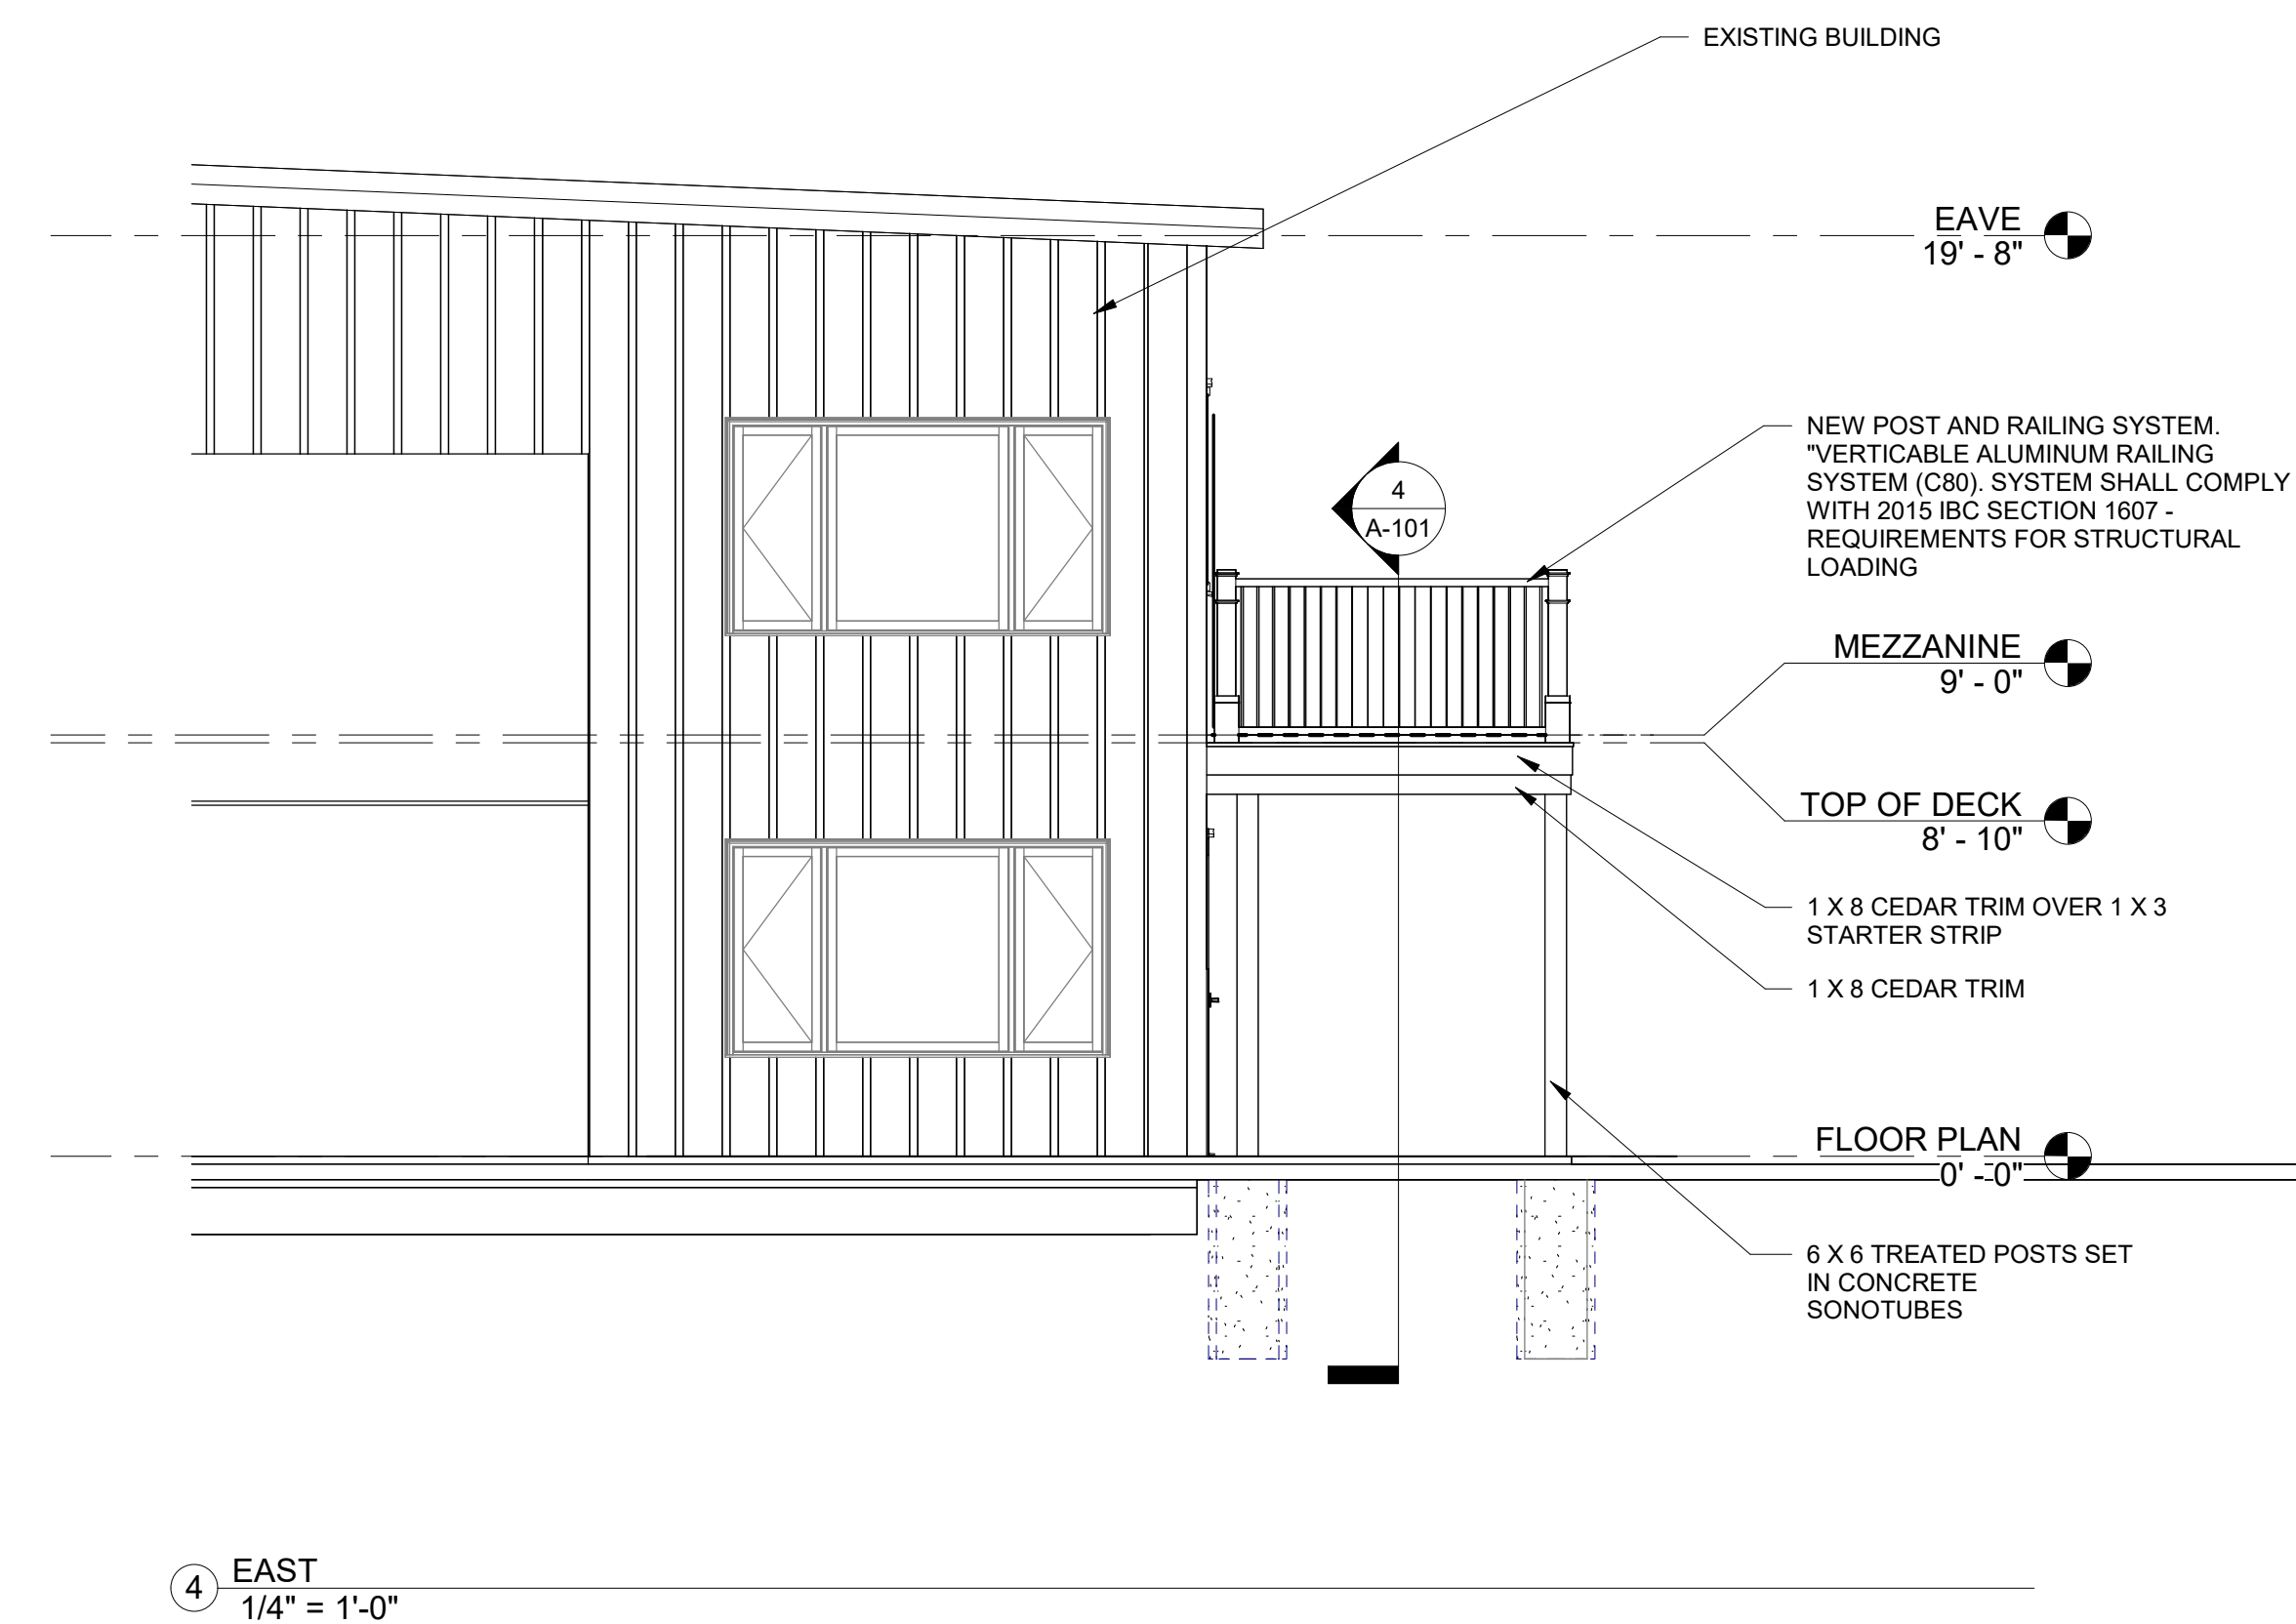 EXISTING BUILDING
EAVE
19' - 8"
NEW POST AND RAILING SYSTEM.
"VERTICABLE ALUMINUM RAILING
SYSTEM (C80). SYSTEM SHALL COMPLY
WITH 2015 IBC SECTION 1607 -
REQUIREMENTS FOR STRUCTURAL
LOADING
4
A-101
MEZZANINE
9' - 0"
TOP OF DECK
8' - 10"
1 X 8 CEDAR TRIM OVER 1 X 3
STARTER STRIP
1 X 8 CEDAR TRIM
FLOOR PLAN
0' - 0"
6 X 6 TREATED POSTS SET
IN CONCRETE
SONOTUBES
4
EAST
1/4" = 1'-0"